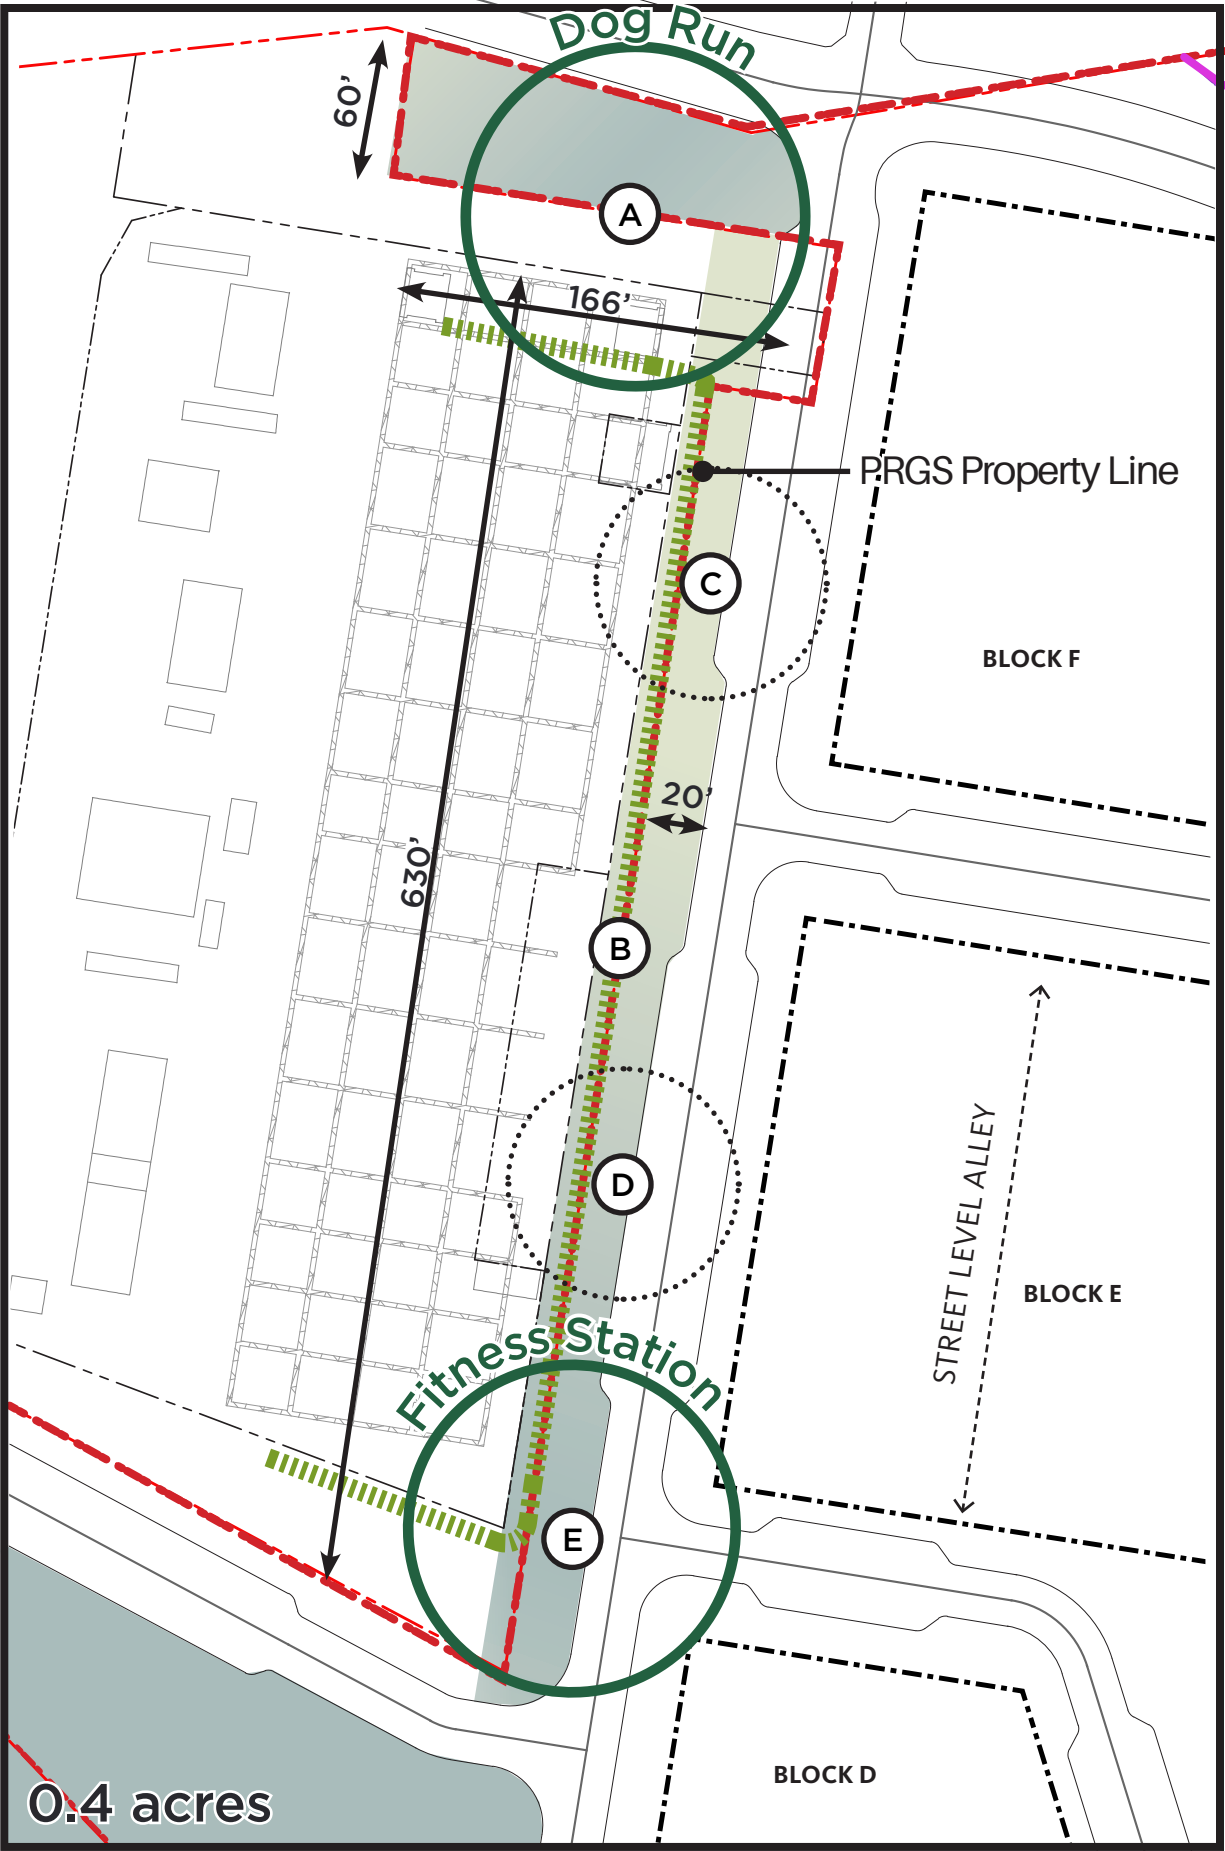 Dog Run
60’
A
166’
PRGS Property Line
C
BLOCK F
20’
630’
B
STREET LEVEL ALLEY
D
BLOCK E
Fitness Station
E
BLOCK D
0.4 acres